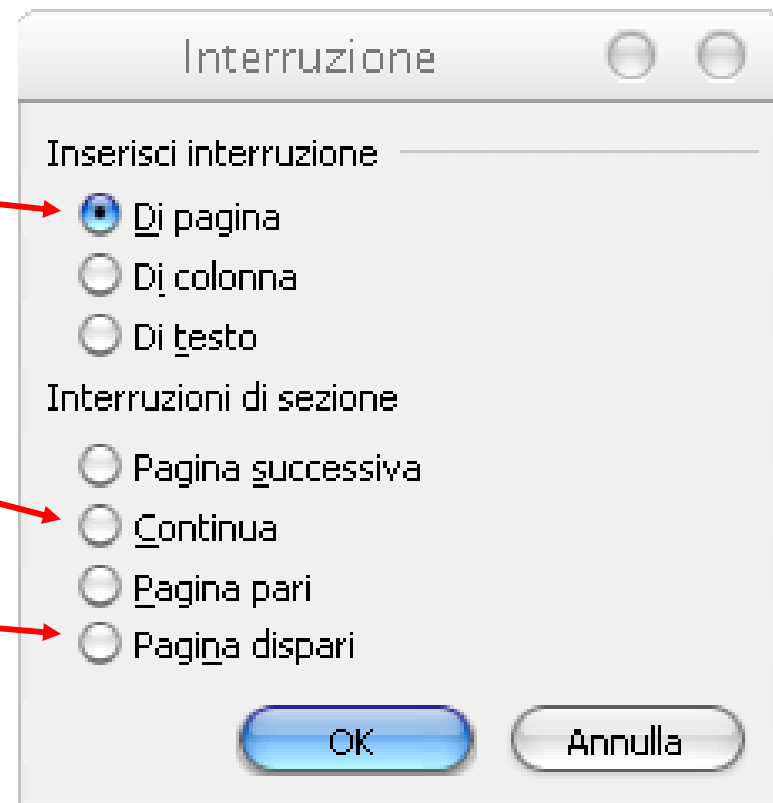 Interruzione
Inserisci interruzione
Di pagina
Di colonna
Di testo
Interruzioni di sezione
Pagina successiva
Continua
Pagina pari
Pagina dispari
OK Annulla